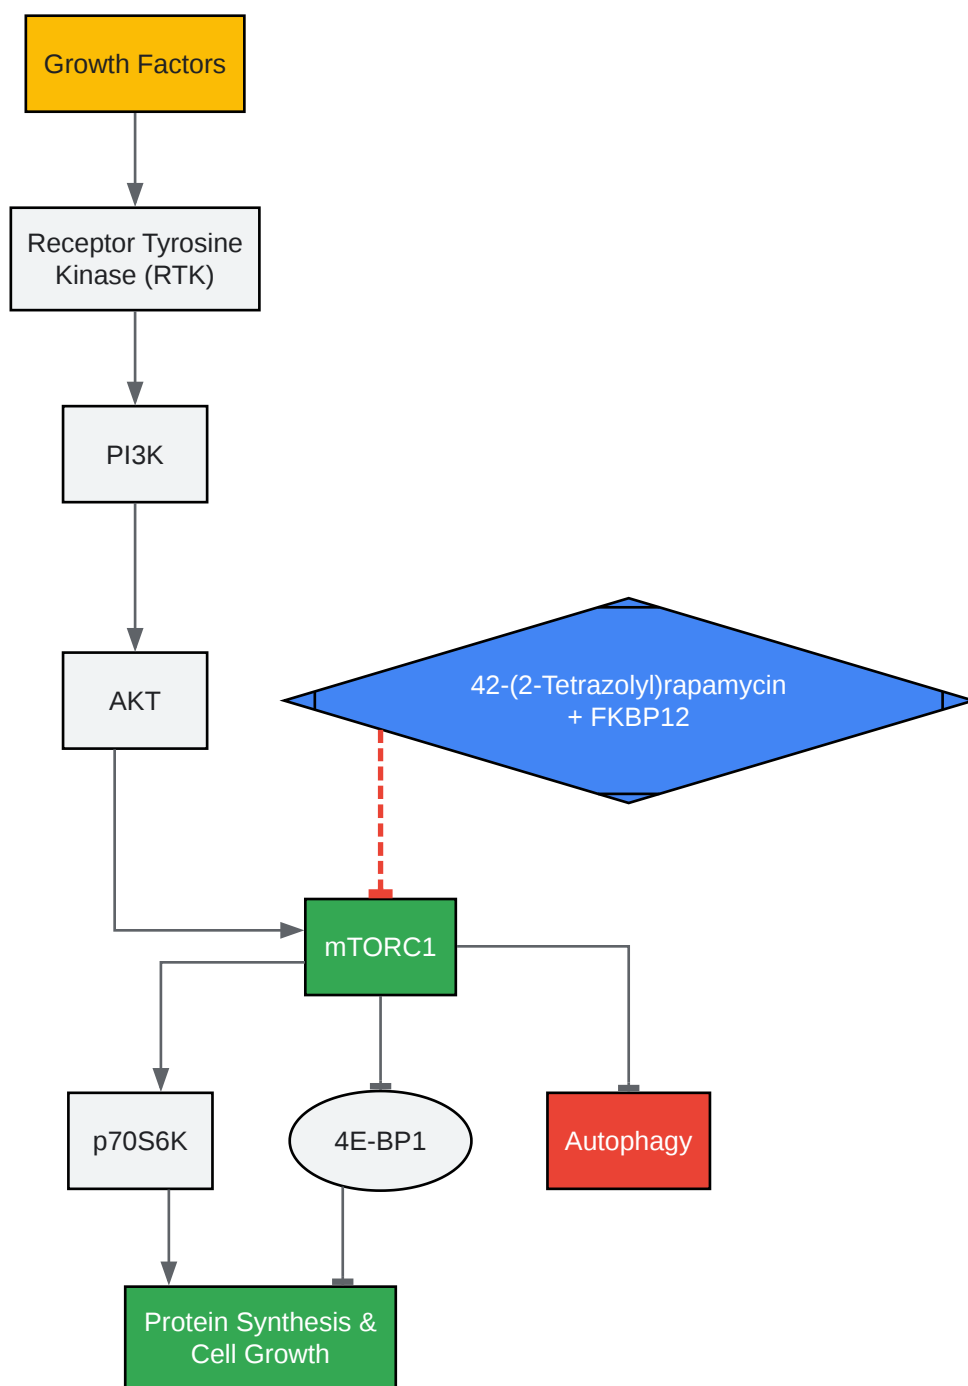 Growth Factors
Receptor Tyrosine
Kinase (RTK)
PI3K
AKT
42-(2-Tetrazolyl)rapamycin
+ FKBP12
mTORC1
p70S6K
4E-BP1
Autophagy
Protein Synthesis &
Cell Growth